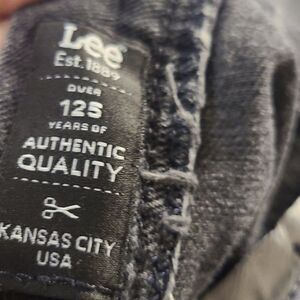 Lee
Est. 1889
OVER
125
YEARS OF
AUTHENTIC
QUALITY
KANSAS CITY
USA